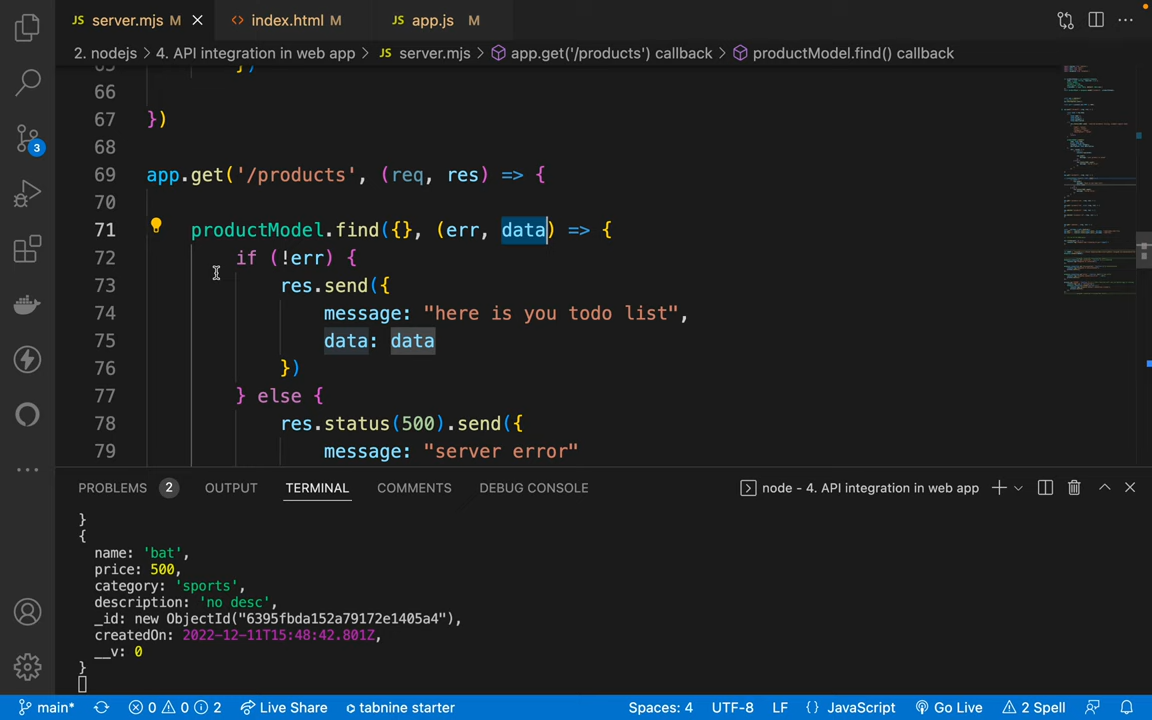 JS server.mjs M
<> index.html M
JS app.js M
2. nodejs > 4. API integration in web app > JS server.mjs > app.get('/products') callback > productModel.find() callback
66
67 })
68
69 app.get('/products', (req, res) => {
70
71 productModel.find({}, (err, data) => {
72 if (!err) {
73 res.send({
74 message: "here is you todo list",
75 data: data
76 })
77 } else {
78 res.status(500).send({
79 message: "server error"
3
PROBLEMS 2 OUTPUT TERMINAL COMMENTS DEBUG CONSOLE node - 4. API integration in web app
}
{
name: 'bat',
price: 500,
category: 'sports',
description: 'no desc',
_id: new ObjectId("6395fbda152a79172e1405a4"),
createdOn: 2022-12-11T15:48:42.801Z,
__v: 0
}
main* 0 0 2 Live Share tabnine starter Spaces: 4 UTF-8 LF {} JavaScript Go Live 2 Spell